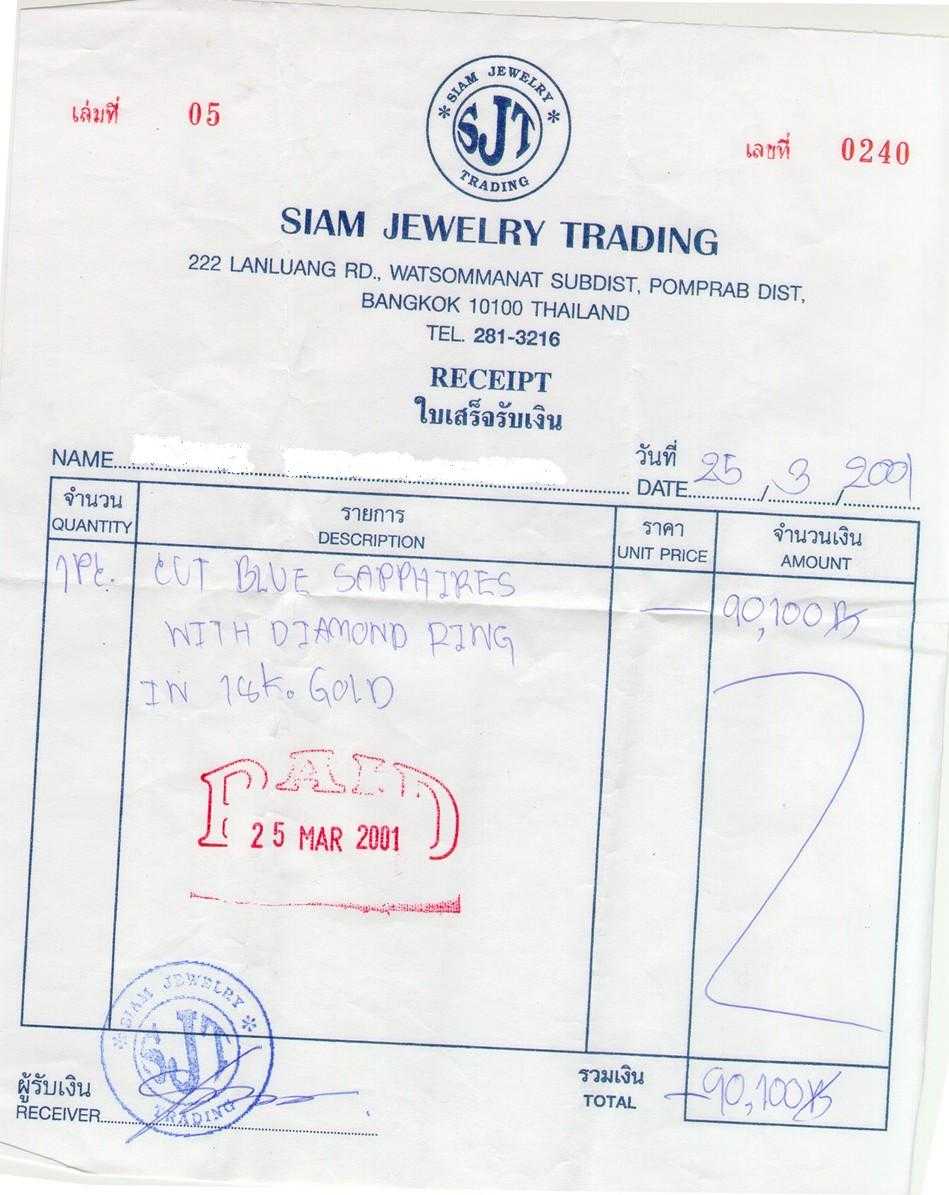 เล่มที่ 05
SIAM JEWELRY
SJT
TRADING
เลขที่ 0240
SIAM JEWELRY TRADING
222 LANLUANG RD., WATSOMMANAT SUBDIST, POMPRAB DIST,
BANGKOK 10100 THAILAND
TEL. 281-3216
RECEIPT
ใบเสร็จรับเงิน
NAME
วันที่
DATE 25 / 3 / 2001
จำนวน รายการ ราคา จำนวนเงิน
QUANTITY DESCRIPTION UNIT PRICE AMOUNT
1PC. CUT BLUE SAPPHIRES — 90,100฿
WITH DIAMOND RING
IN K. GOLD
PAID
25 MAR 2001
SIAM JEWELRY
SJT
TRADING
ผู้รับเงิน
RECEIVER
รวมเงิน
TOTAL 90,100฿